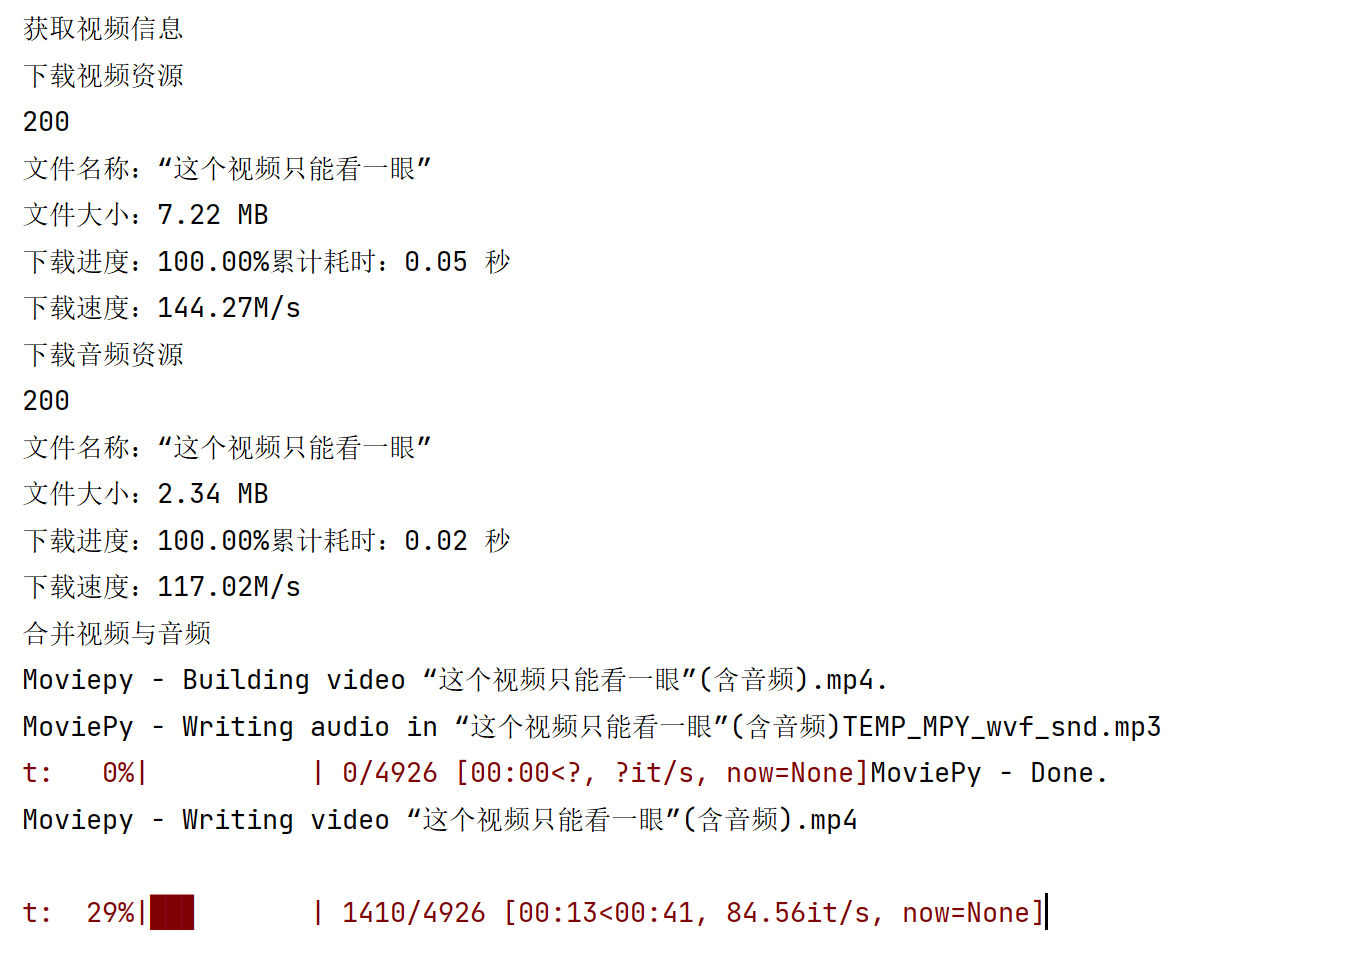 获取视频信息
下载视频资源
200
文件名称：“这个视频只能看一眼”
文件大小：7.22 MB
下载进度：100.00%累计耗时：0.05 秒
下载速度：144.27M/s
下载音频资源
200
文件名称：“这个视频只能看一眼”
文件大小：2.34 MB
下载进度：100.00%累计耗时：0.02 秒
下载速度：117.02M/s
合并视频与音频
Moviepy - Building video “这个视频只能看一眼”(含音频).mp4.
MoviePy - Writing audio in “这个视频只能看一眼”(含音频)TEMP_MPY_wvf_snd.mp3
t:   0%|          | 0/4926 [00:00<?, ?it/s, now=None]MoviePy - Done.
Moviepy - Writing video “这个视频只能看一眼”(含音频).mp4
t:  29%|███       | 1410/4926 [00:13<00:41, 84.56it/s, now=None]